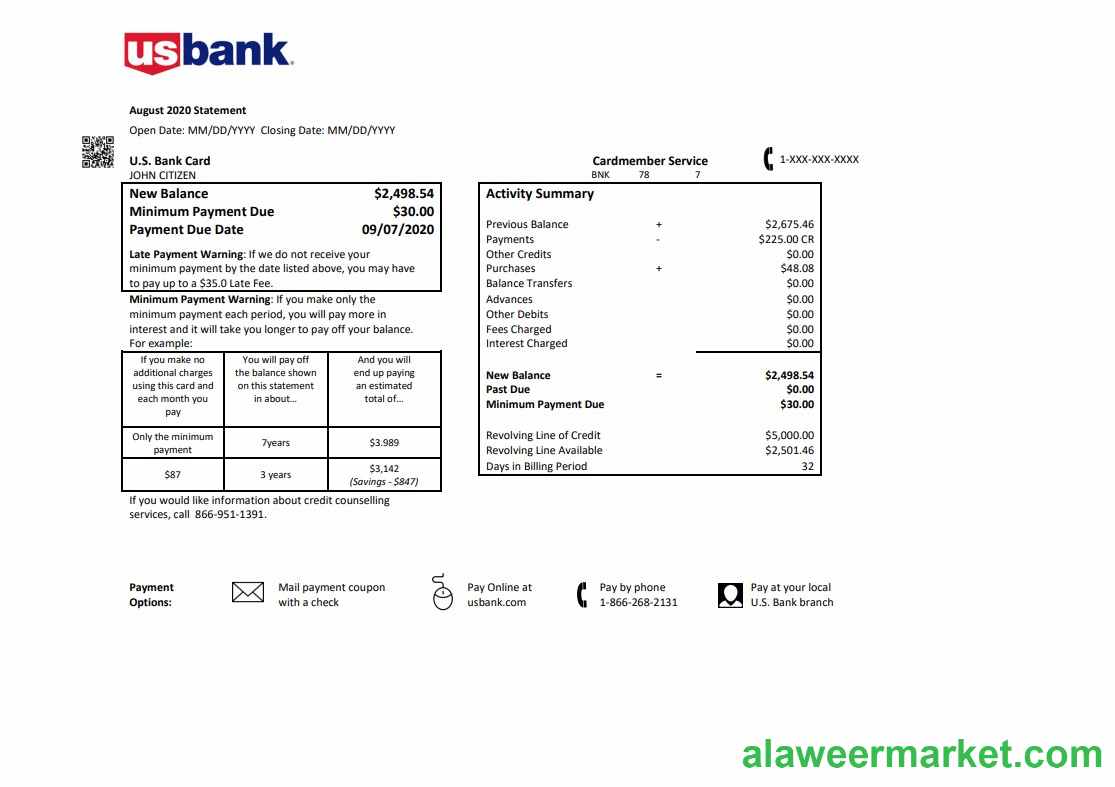 usbank.
August 2020 Statement
Open Date: MM/DD/YYYY Closing Date: MM/DD/YYYY
U.S. Bank Card
JOHN CITIZEN
Cardmember Service
1-XXX-XXX-XXXX
BNK 78 7
New Balance $2,498.54
Minimum Payment Due $30.00
Payment Due Date 09/07/2020
Late Payment Warning: If we do not receive your
minimum payment by the date listed above, you may have
to pay up to a $35.0 Late Fee.
Minimum Payment Warning: If you make only the
minimum payment each period, you will pay more in
interest and it will take you longer to pay off your balance.
For example:
If you make no
additional charges
using this card and
each month you
pay
You will pay off
the balance shown
on this statement
in about...
And you will
end up paying
an estimated
total of...
Only the minimum
payment
7years
$3.989
$87
3 years
$3,142
(Savings - $847)
If you would like information about credit counselling
services, call 866-951-1391.
Activity Summary
Previous Balance + $2,675.46
Payments - $225.00 CR
Other Credits $0.00
Purchases + $48.08
Balance Transfers $0.00
Advances $0.00
Other Debits $0.00
Fees Charged $0.00
Interest Charged $0.00
New Balance = $2,498.54
Past Due $0.00
Minimum Payment Due $30.00
Revolving Line of Credit $5,000.00
Revolving Line Available $2,501.46
Days in Billing Period 32
Payment
Options:
Mail payment coupon
with a check
Pay Online at
usbank.com
Pay by phone
1-866-268-2131
Pay at your local
U.S. Bank branch
alaweermarket.com